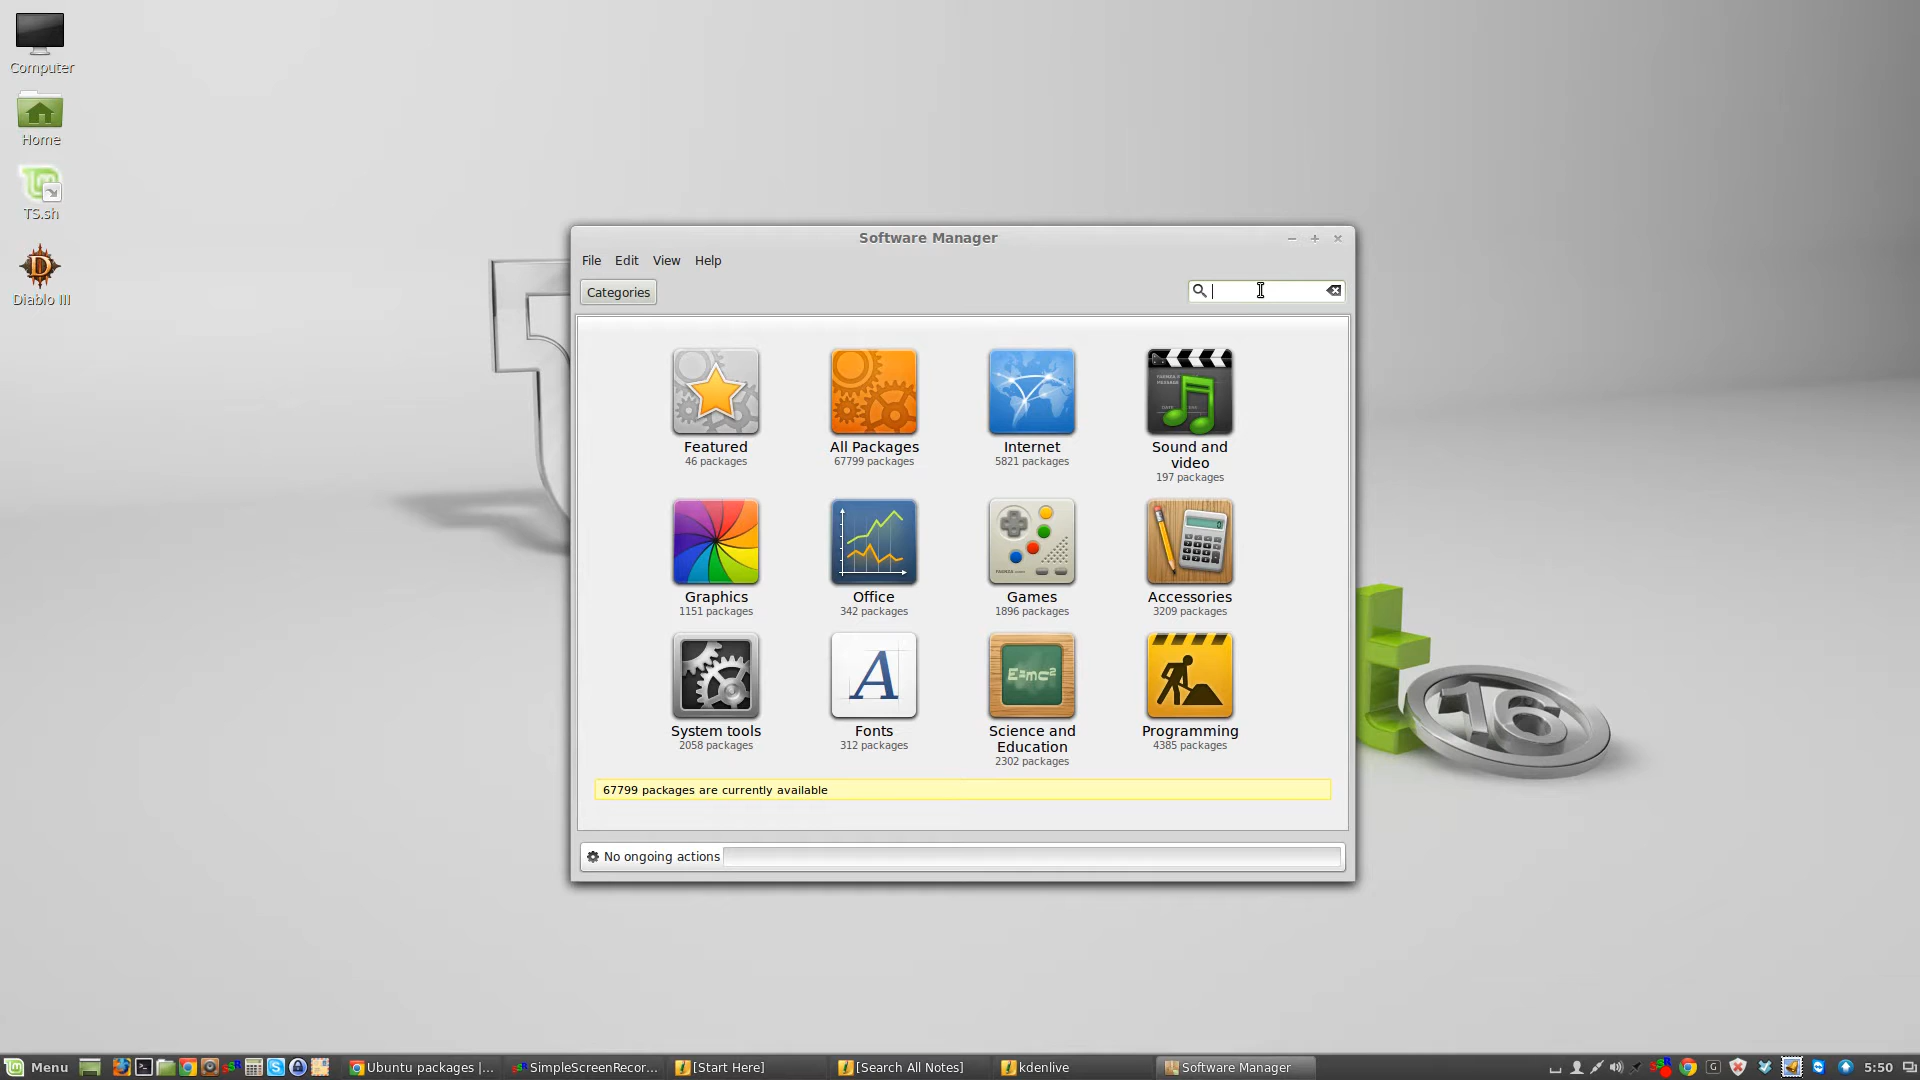 Computer
Home
TS.sh
Diablo III
Software Manager
File Edit View Help
Categories
Featured
46 packages
All Packages
67799 packages
Internet
5821 packages
Sound and
video
197 packages
Graphics
1151 packages
Office
342 packages
Games
1896 packages
Accessories
3209 packages
System tools
2058 packages
A
Fonts
312 packages
E=mc²
Science and
Education
2302 packages
Programming
4385 packages
67799 packages are currently available
No ongoing actions
16
Menu
Ubuntu packages |...
SimpleScreenRecor...
[Start Here]
[Search All Notes]
kdenlive
Software Manager
5:50